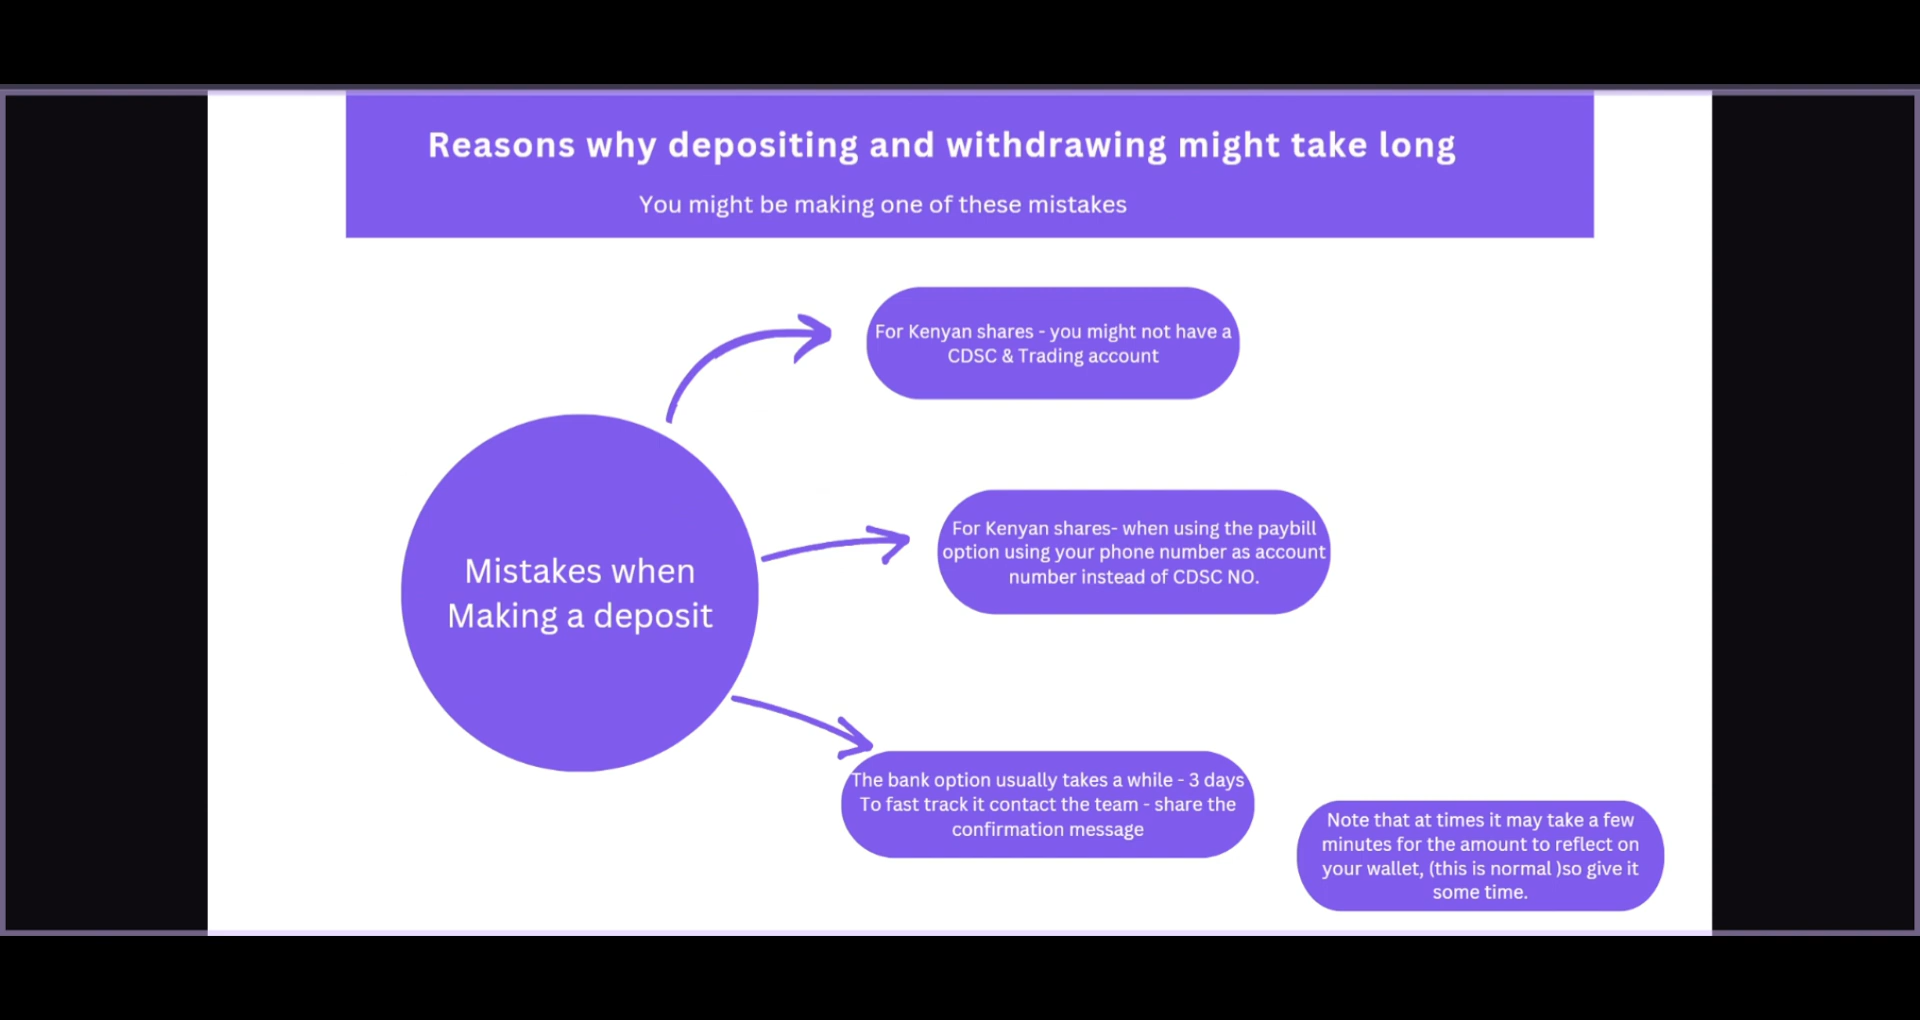 Reasons why depositing and withdrawing might take long
You might be making one of these mistakes
For Kenyan shares - you might not have a
CDSC & Trading account
Mistakes when
Making a deposit
For Kenyan shares- when using the paybill
option using your phone number as account
number instead of CDSC NO.
The bank option usually takes a while - 3 days
To fast track it contact the team - share the
confirmation message
Note that at times it may take a few
minutes for the amount to reflect on
your wallet, (this is normal )so give it
some time.